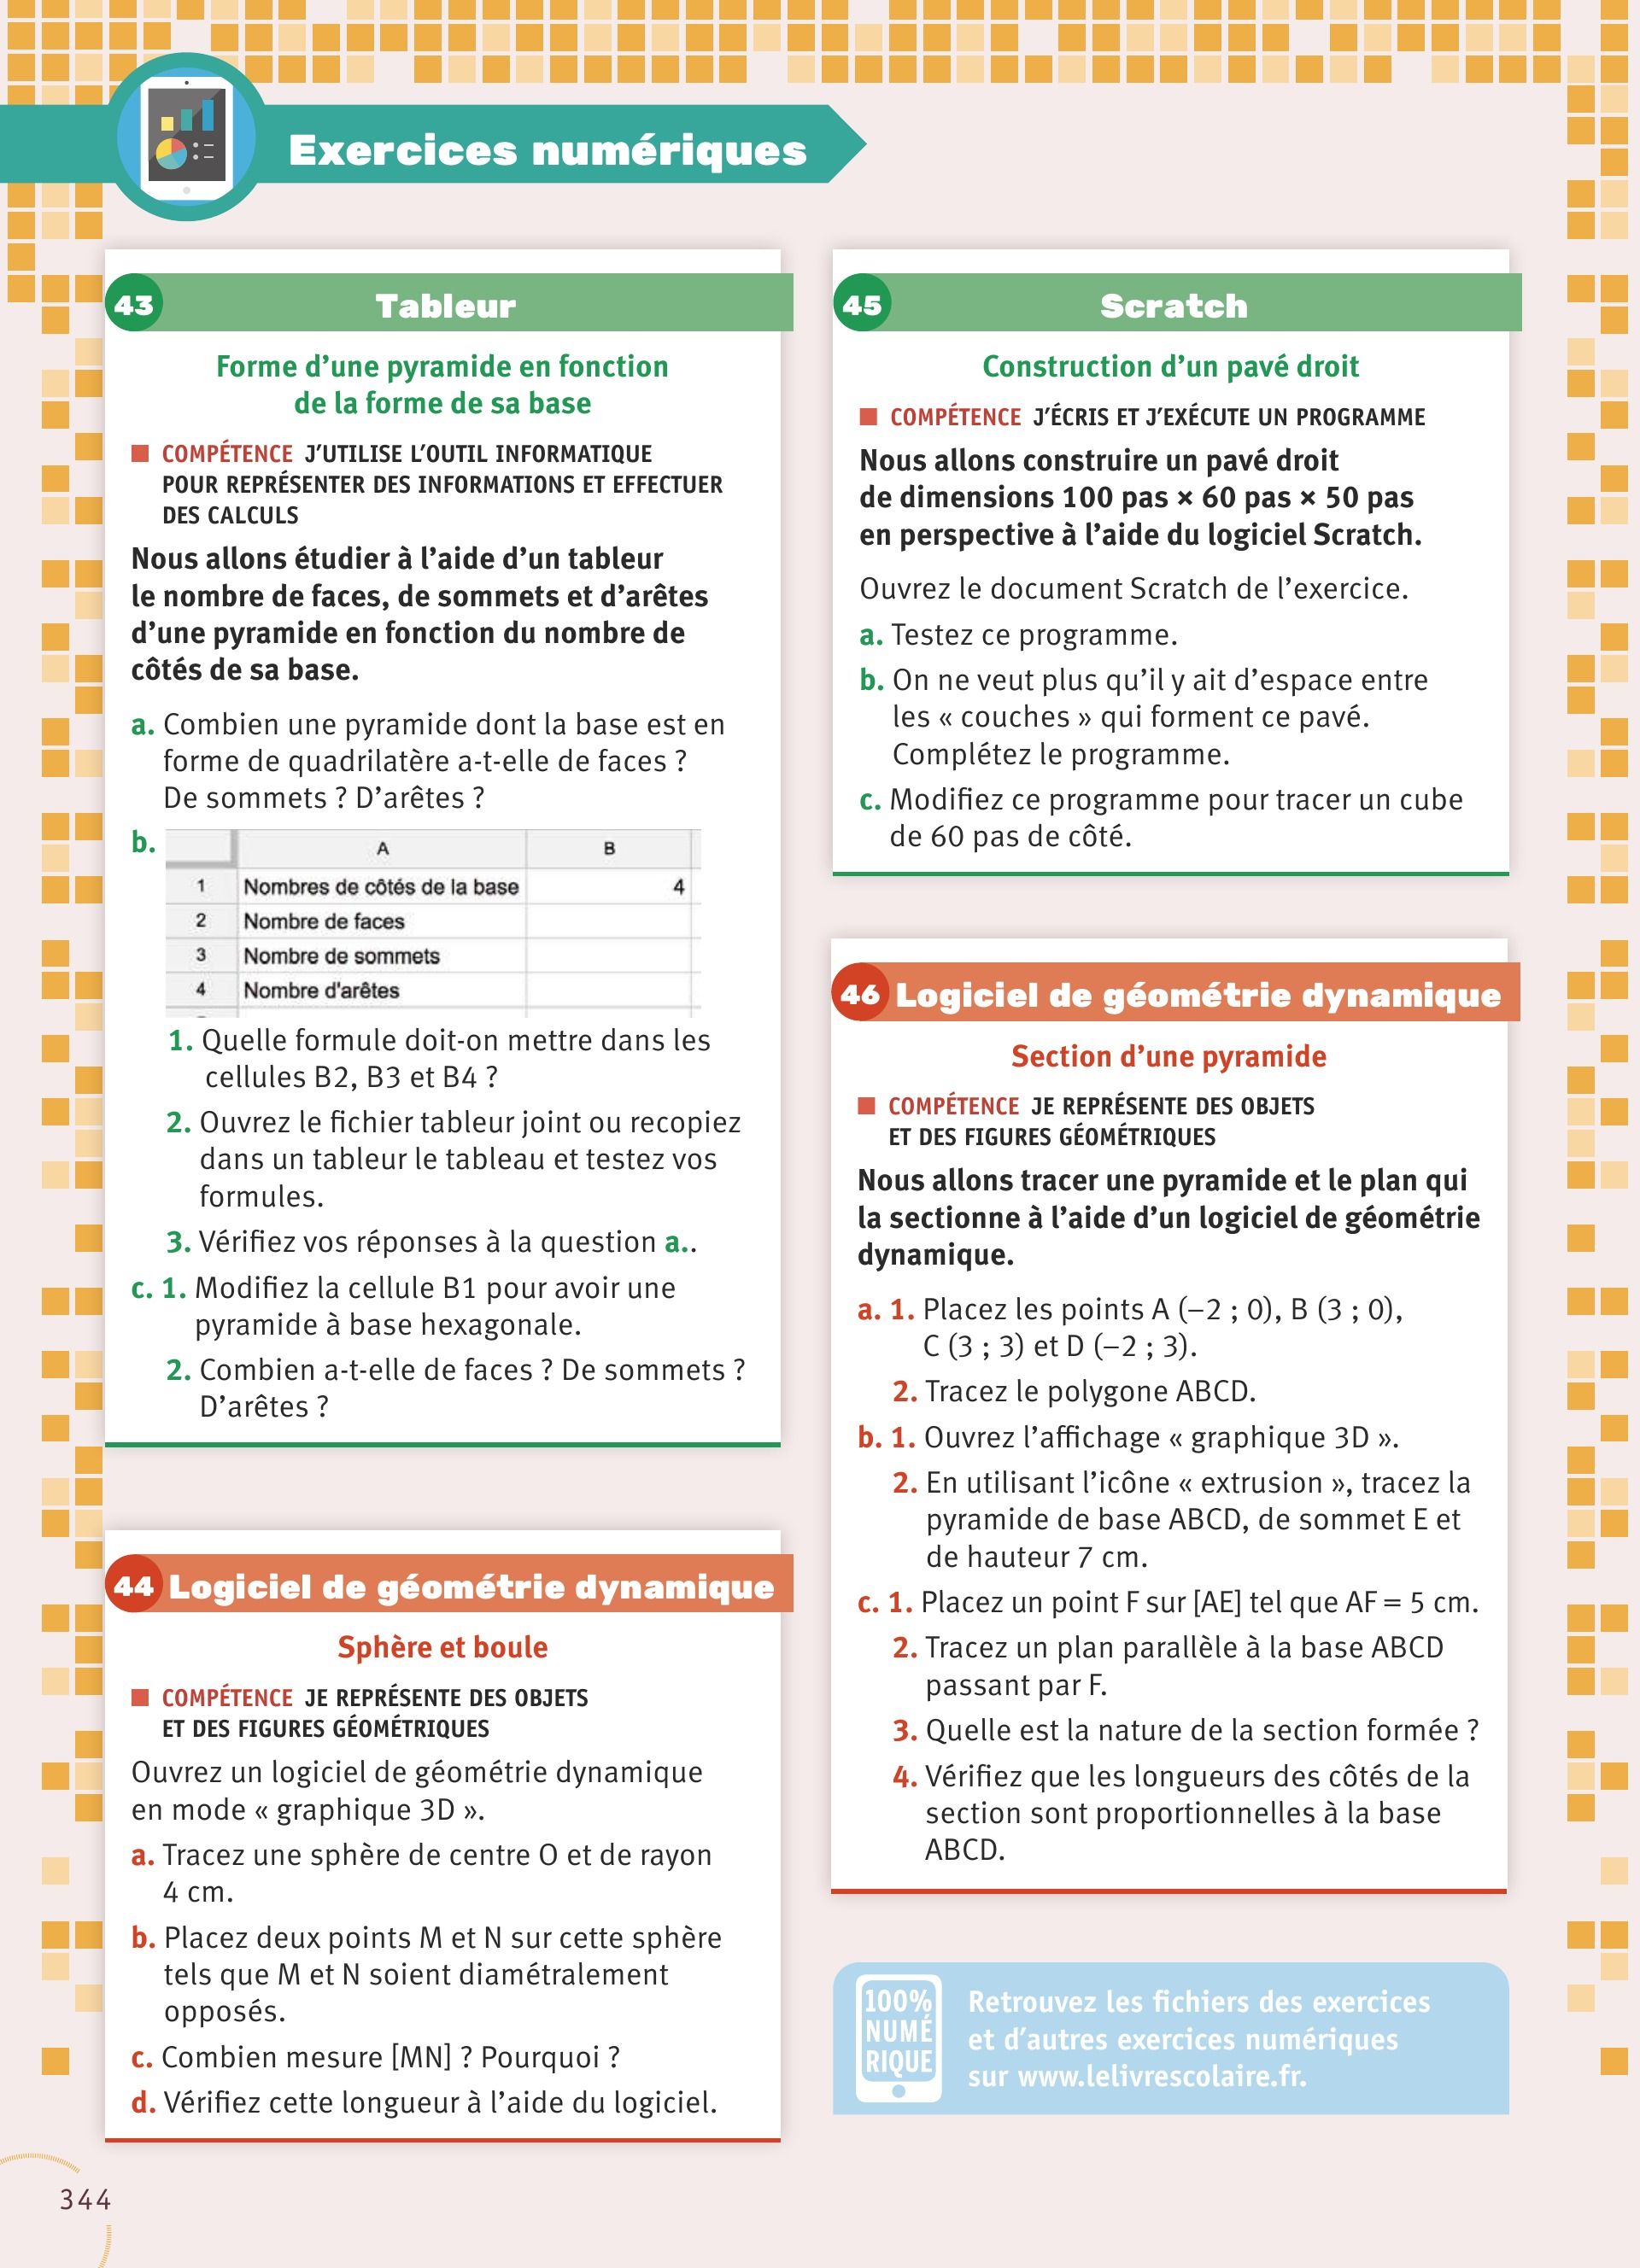 Exercices numériques
43 Tableur
Forme d’une pyramide en fonction
de la forme de sa base
COMPÉTENCE J’UTILISE L’OUTIL INFORMATIQUE
POUR REPRÉSENTER DES INFORMATIONS ET EFFECTUER
DES CALCULS
Nous allons étudier à l’aide d’un tableur
le nombre de faces, de sommets et d’arêtes
d’une pyramide en fonction du nombre de
côtés de sa base.
a. Combien une pyramide dont la base est en
forme de quadrilatère a-t-elle de faces ?
De sommets ? D’arêtes ?
b.
A B
1 Nombres de côtés de la base 4
2 Nombre de faces
3 Nombre de sommets
4 Nombre d'arêtes
1. Quelle formule doit-on mettre dans les
cellules B2, B3 et B4 ?
2. Ouvrez le fichier tableur joint ou recopiez
dans un tableur le tableau et testez vos
formules.
3. Vérifiez vos réponses à la question a..
c. 1. Modifiez la cellule B1 pour avoir une
pyramide à base hexagonale.
2. Combien a-t-elle de faces ? De sommets ?
D’arêtes ?
44 Logiciel de géométrie dynamique
Sphère et boule
COMPÉTENCE JE REPRÉSENTE DES OBJETS
ET DES FIGURES GÉOMÉTRIQUES
Ouvrez un logiciel de géométrie dynamique
en mode « graphique 3D ».
a. Tracez une sphère de centre O et de rayon
4 cm.
b. Placez deux points M et N sur cette sphère
tels que M et N soient diamétralement
opposés.
c. Combien mesure [MN] ? Pourquoi ?
d. Vérifiez cette longueur à l’aide du logiciel.
45 Scratch
Construction d’un pavé droit
COMPÉTENCE J’ÉCRIS ET J’EXÉCUTE UN PROGRAMME
Nous allons construire un pavé droit
de dimensions 100 pas × 60 pas × 50 pas
en perspective à l’aide du logiciel Scratch.
Ouvrez le document Scratch de l’exercice.
a. Testez ce programme.
b. On ne veut plus qu’il y ait d’espace entre
les « couches » qui forment ce pavé.
Complétez le programme.
c. Modifiez ce programme pour tracer un cube
de 60 pas de côté.
46 Logiciel de géométrie dynamique
Section d’une pyramide
COMPÉTENCE JE REPRÉSENTE DES OBJETS
ET DES FIGURES GÉOMÉTRIQUES
Nous allons tracer une pyramide et le plan qui
la sectionne à l’aide d’un logiciel de géométrie
dynamique.
a. 1. Placez les points A (–2 ; 0), B (3 ; 0),
C (3 ; 3) et D (–2 ; 3).
2. Tracez le polygone ABCD.
b. 1. Ouvrez l’affichage « graphique 3D ».
2. En utilisant l’icône « extrusion », tracez la
pyramide de base ABCD, de sommet E et
de hauteur 7 cm.
c. 1. Placez un point F sur [AE] tel que AF = 5 cm.
2. Tracez un plan parallèle à la base ABCD
passant par F.
3. Quelle est la nature de la section formée ?
4. Vérifiez que les longueurs des côtés de la
section sont proportionnelles à la base
ABCD.
100%
NUMÉ
RIQUE
Retrouvez les fichiers des exercices
et d’autres exercices numériques
sur www.lelivrescolaire.fr.
344